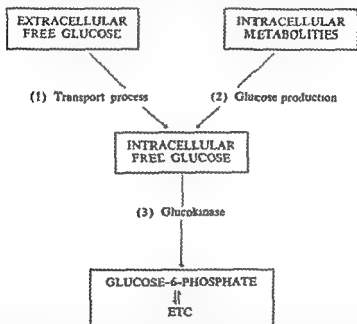 EXTRACELLULAR
FREE GLUCOSE
INTRACELLULAR
METABOLITIES
(1) Transport process
(2) Glucose production
INTRACELLULAR
FREE GLUCOSE
(3) Glucokinase
GLUCOSE-6-PHOSPHATE
⇅
ETC